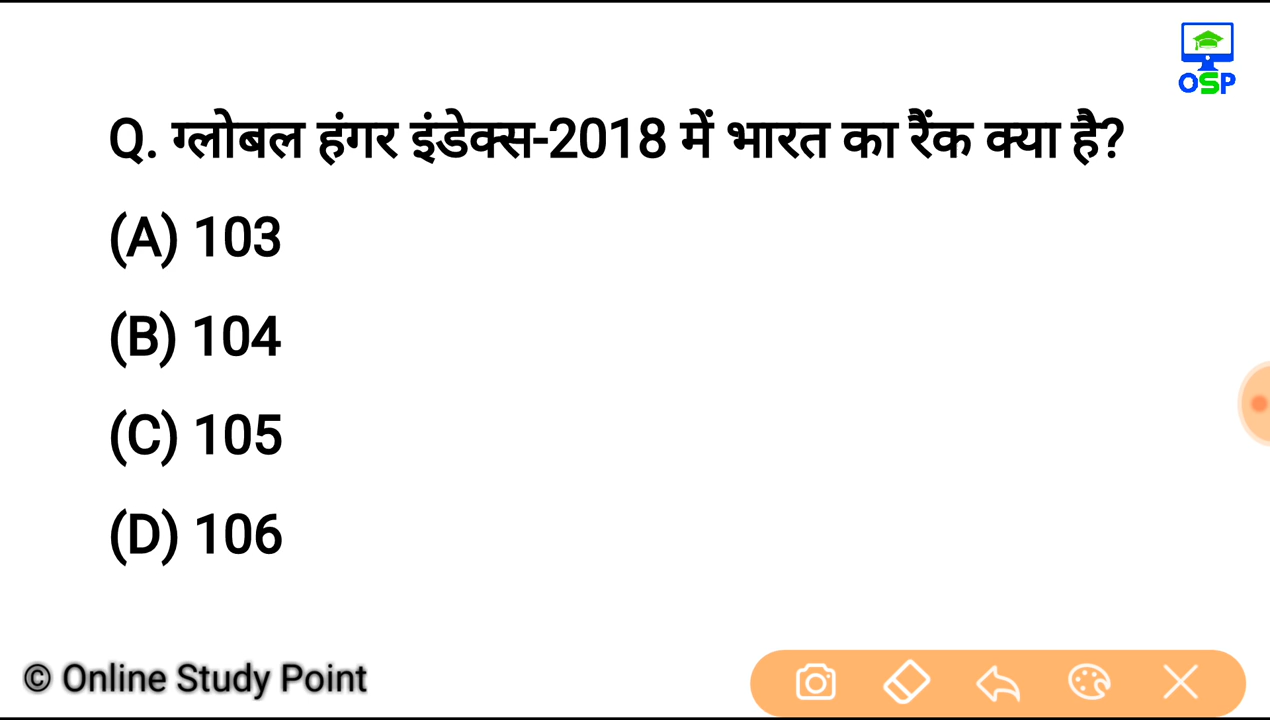 OSP
Q. ग्लोबल हंगर इंडेक्स-2018 में भारत का रैंक क्या है?
(A) 103
(B) 104
(C) 105
(D) 106
© Online Study Point